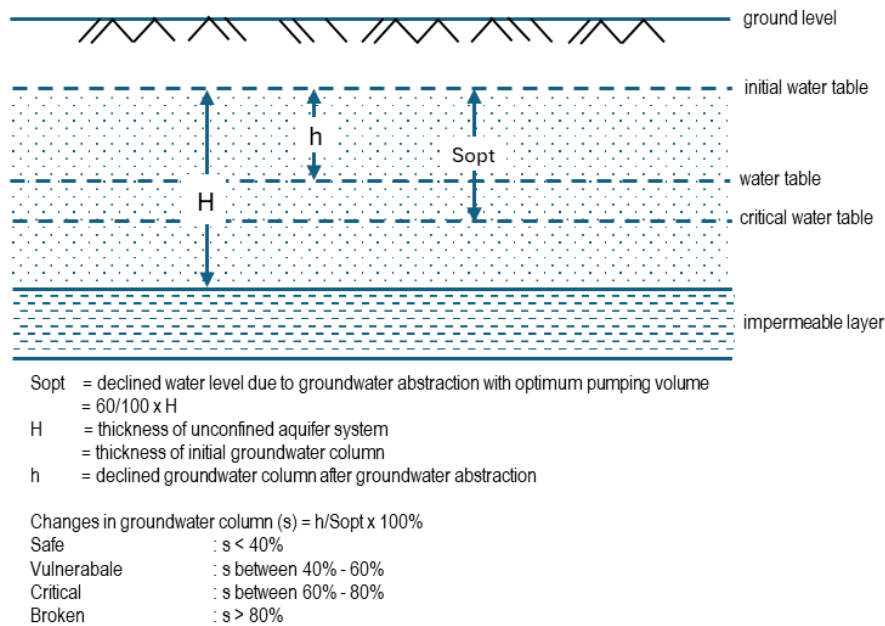 ground level
initial water table
h
Sopt
water table
H
critical water table
impermeable layer
Sopt = declined water level due to groundwater abstraction with optimum pumping volume
= 60/100 x H
H = thickness of unconfined aquifer system
= thickness of initial groundwater column
h = declined groundwater column after groundwater abstraction
Changes in groundwater column (s) = h/Sopt x 100%
Safe : s < 40%
Vulnerabale : s between 40% - 60%
Critical : s between 60% - 80%
Broken : s > 80%